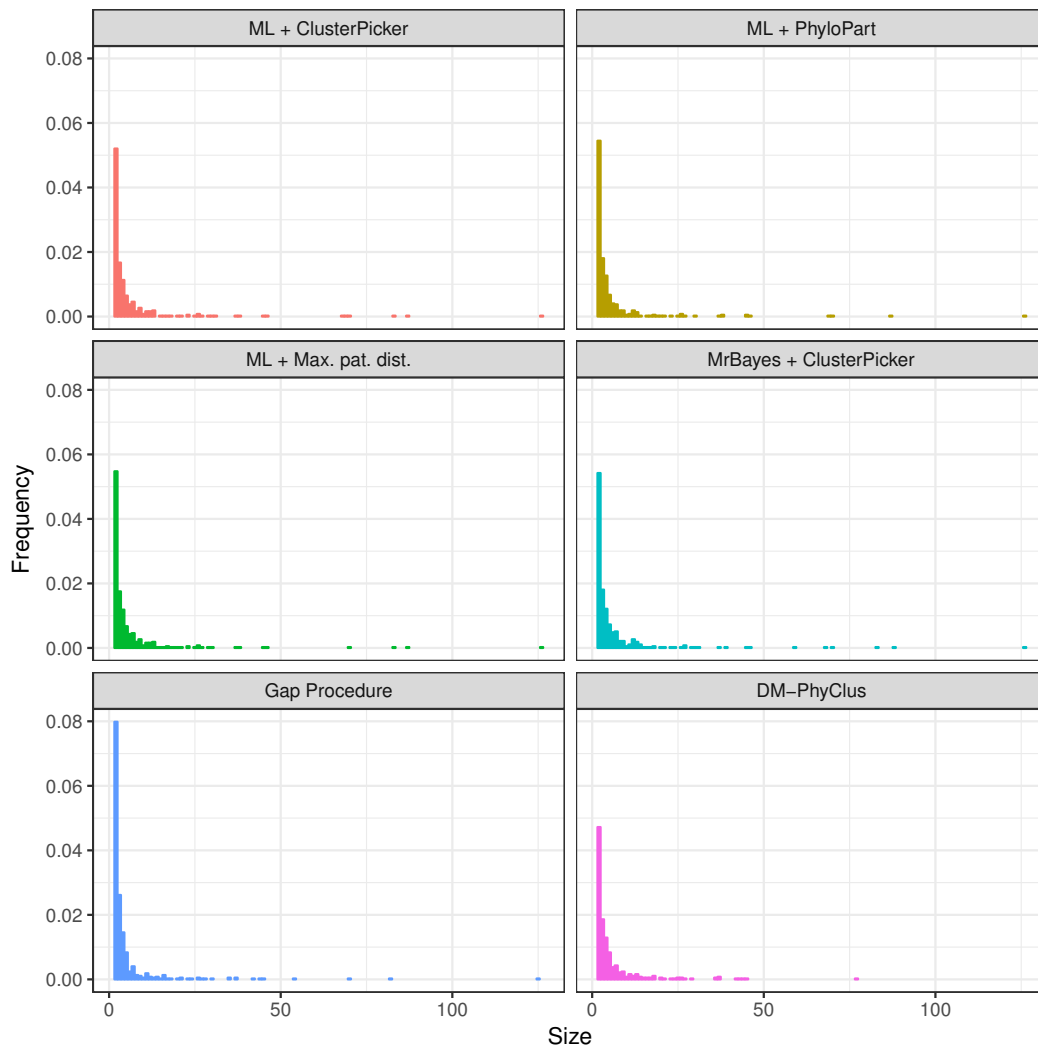 ML + ClusterPicker
ML + PhyloPart
0.08
0.06
0.04
0.02
0.00
ML + Max. pat. dist.
MrBayes + ClusterPicker
0.08
0.06
0.04
0.02
0.00
Frequency
Gap Procedure
DM−PhyClus
0.08
0.06
0.04
0.02
0.00
0
50
100
0
50
100
Size